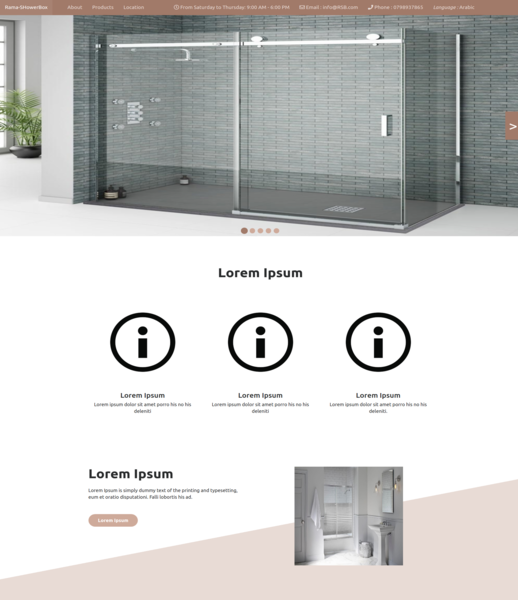 Rama-SHowerBox About Products Location From Saturday to Thursday: 9:00 AM - 6:00 PM Email : info@RSB.com Phone : 0798937863 Language : Arabic
>
Lorem Ipsum
Lorem Ipsum Lorem Ipsum Lorem Ipsum
Lorem ipsum dolor sit amet porro his no his Lorem ipsum dolor sit amet porro his no his Lorem ipsum dolor sit amet porro his no his
deleniti deleniti deleniti.
Lorem Ipsum
Lorem Ipsum is simply dummy text of the printing and typesetting,
eum et oratio disputationi. Falli lobortis his ad.
Lorem Ipsum